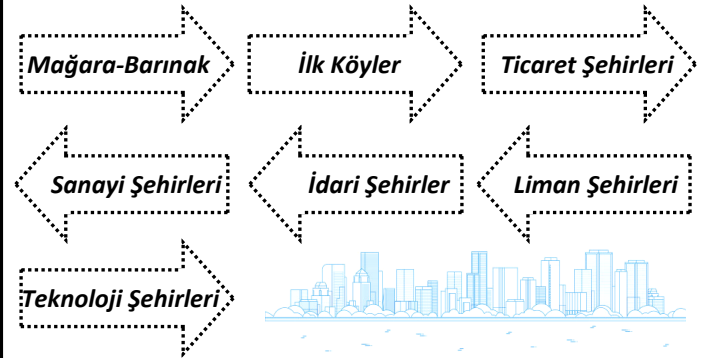 Mağara-Barınak
İlk Köyler
Ticaret Şehirleri
Liman Şehirleri
İdari Şehirler
Sanayi Şehirleri
Teknoloji Şehirleri